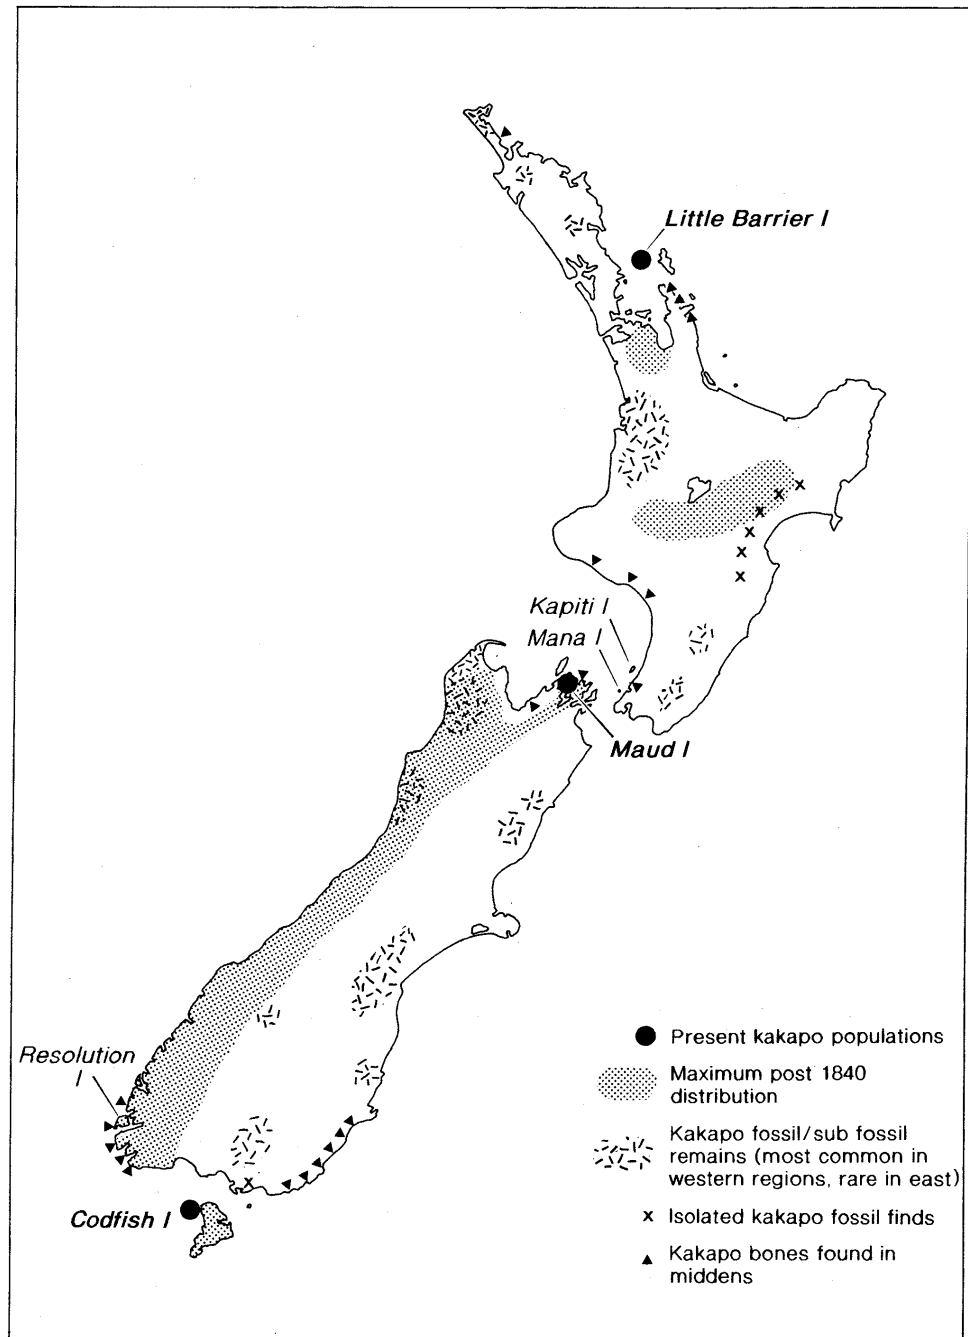 Little Barrier I
Kapiti I
Mana I
Maud I
Resolution
I
Codfish I
Present kakapo populations
Maximum post 1840
distribution
Kakapo fossil/sub fossil
remains (most common in
western regions, rare in east)
x Isolated kakapo fossil finds
Kakapo bones found in
middens